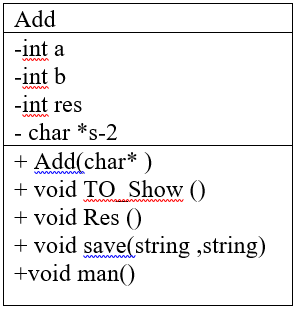 Add
-int a
-int b
-int res
- char *s-2
+ Add(char* )
+ void TO_Show ()
+ void Res ()
+ void save(string ,string)
+void man()